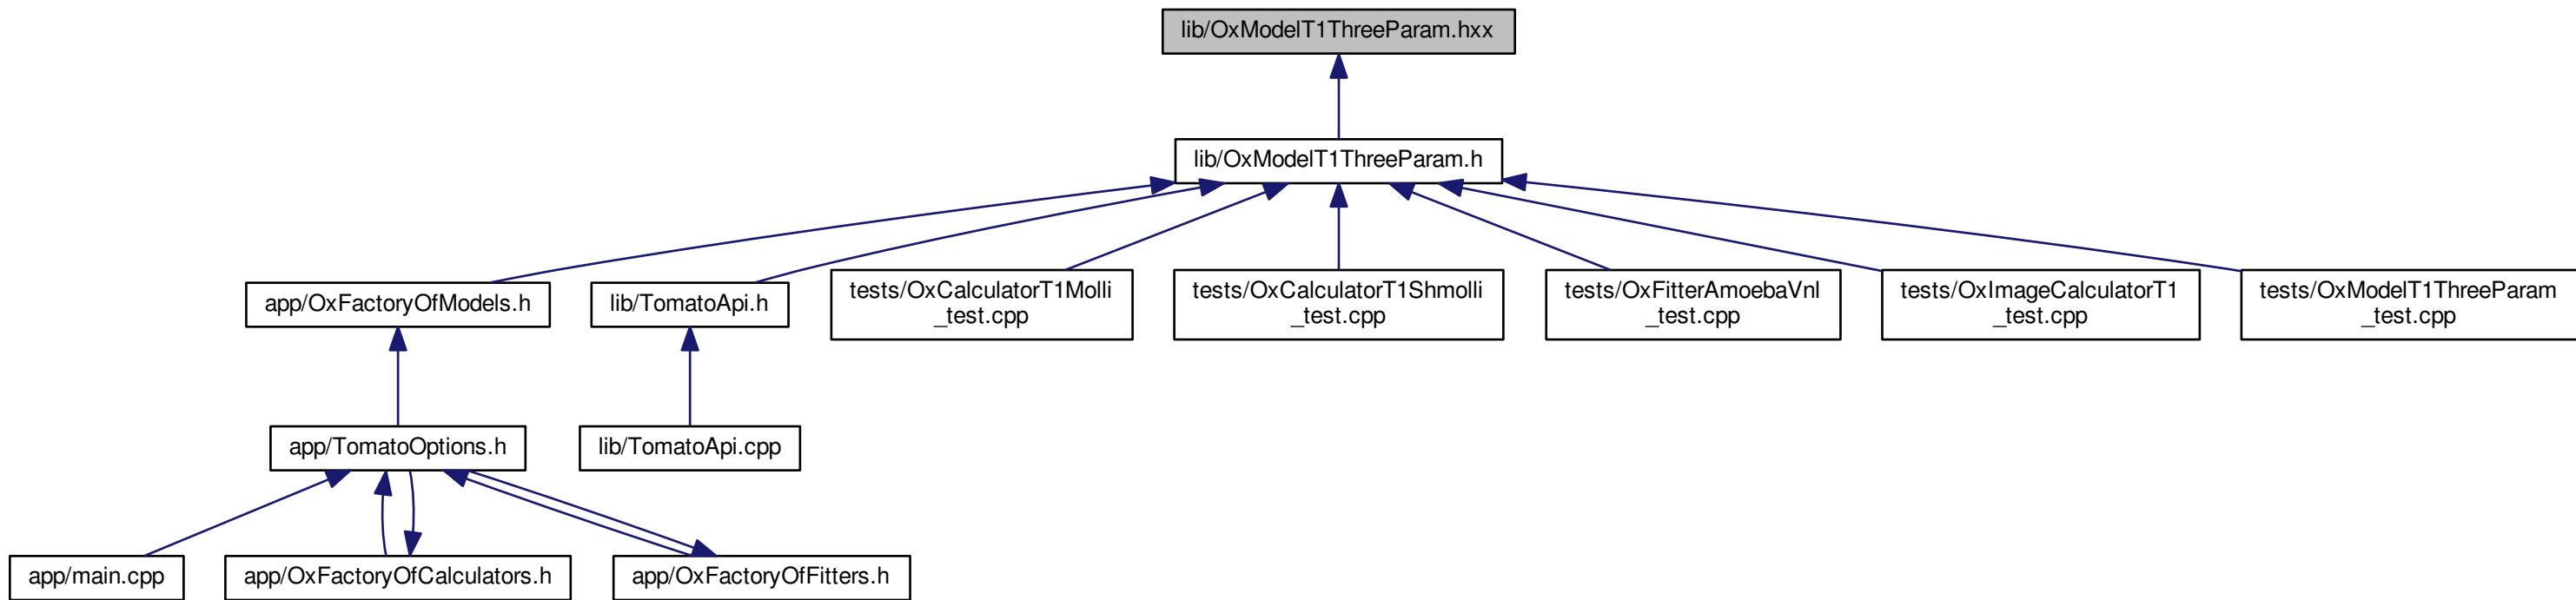 lib/OxModelT1ThreeParam.hxx
lib/OxModelT1ThreeParam.h
app/OxFactoryOfModels.h
lib/TomatoApi.h
tests/OxCalculatorT1Molli
_test.cpp
tests/OxCalculatorT1Shmolli
_test.cpp
tests/OxFitterAmoebaVnl
_test.cpp
tests/OxImageCalculatorT1
_test.cpp
tests/OxModelT1ThreeParam
_test.cpp
app/TomatoOptions.h
lib/TomatoApi.cpp
app/main.cpp
app/OxFactoryOfCalculators.h
app/OxFactoryOfFitters.h